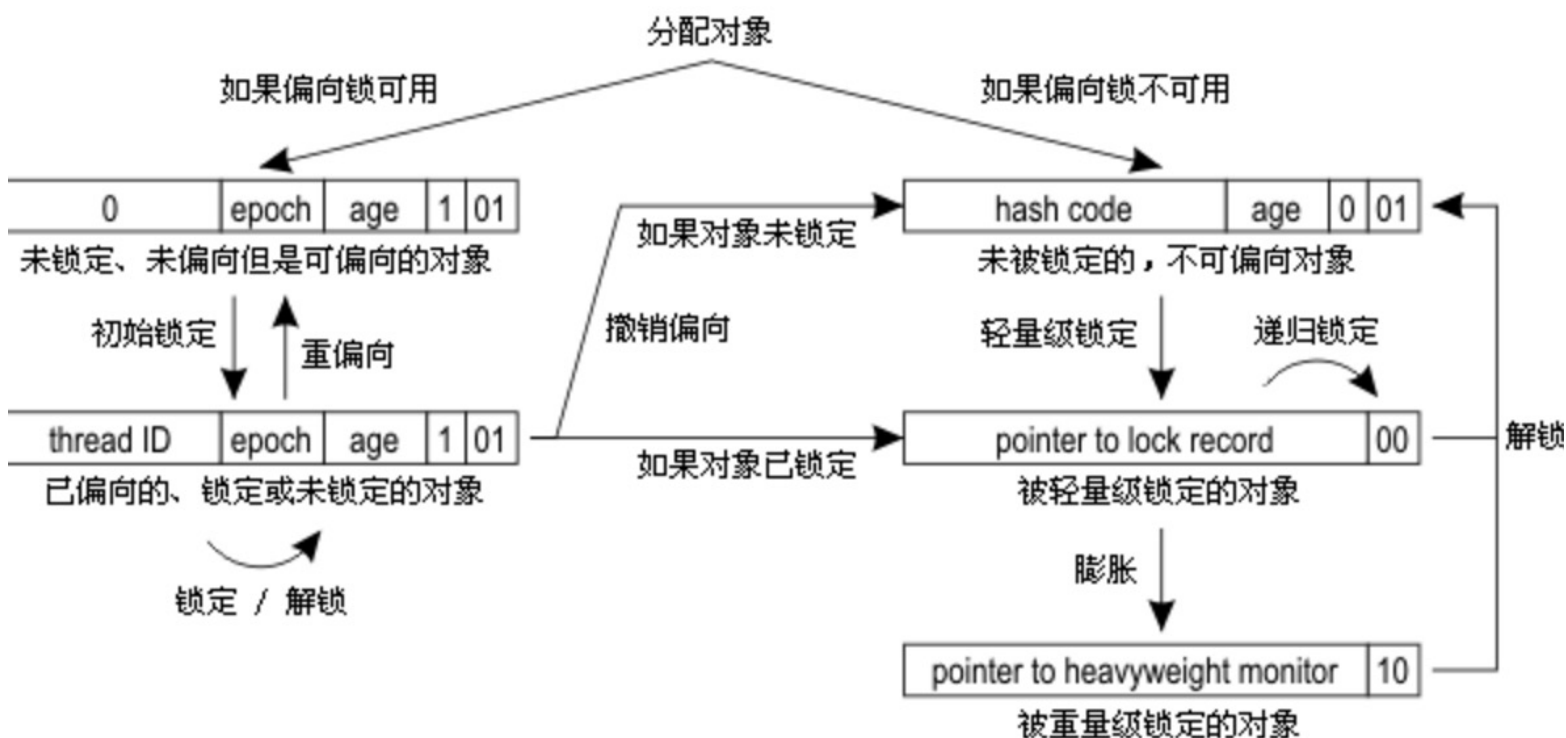 分配对象
如果偏向锁可用
如果偏向锁不可用
0 epoch age 1 01
hash code age 0 01
未锁定、未偏向但是可偏向的对象
如果对象未锁定
未被锁定的，不可偏向对象
初始锁定
重偏向
撤销偏向
轻量级锁定
递归锁定
thread ID epoch age 1 01
pointer to lock record 00
解锁
已偏向的、锁定或未锁定的对象
如果对象已锁定
被轻量级锁定的对象
锁定 / 解锁
膨胀
pointer to heavyweight monitor 10
被重量级锁定的对象